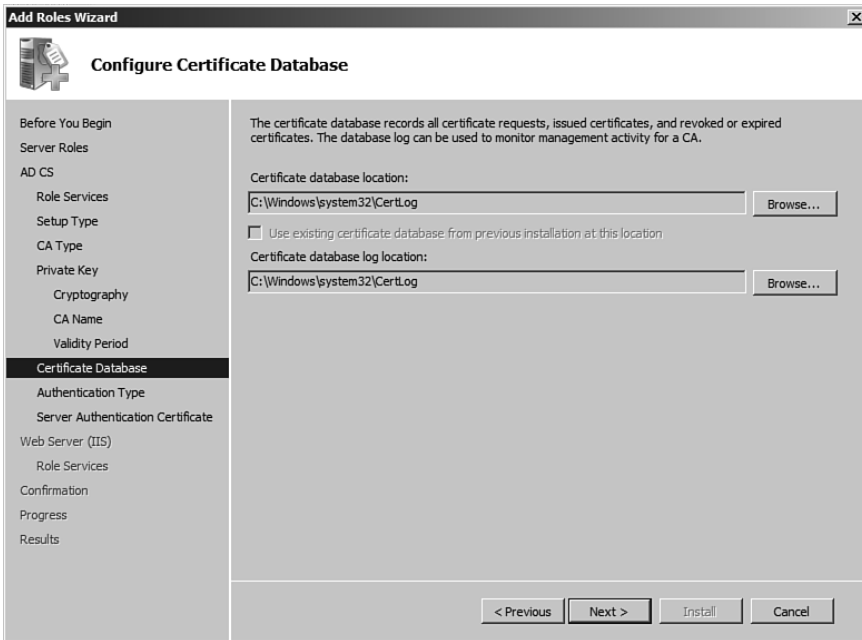 Add Roles Wizard
Configure Certificate Database
Before You Begin
Server Roles
AD CS
Role Services
Setup Type
CA Type
Private Key
Cryptography
CA Name
Validity Period
Certificate Database
Authentication Type
Server Authentication Certificate
Web Server (IIS)
Role Services
Confirmation
Progress
Results
The certificate database records all certificate requests, issued certificates, and revoked or expired
certificates. The database log can be used to monitor management activity for a CA.
Certificate database location:
C:\Windows\system32\CertLog
Browse...
Use existing certificate database from previous installation at this location
Certificate database log location:
C:\Windows\system32\CertLog
Browse...
< Previous
Next >
Install
Cancel